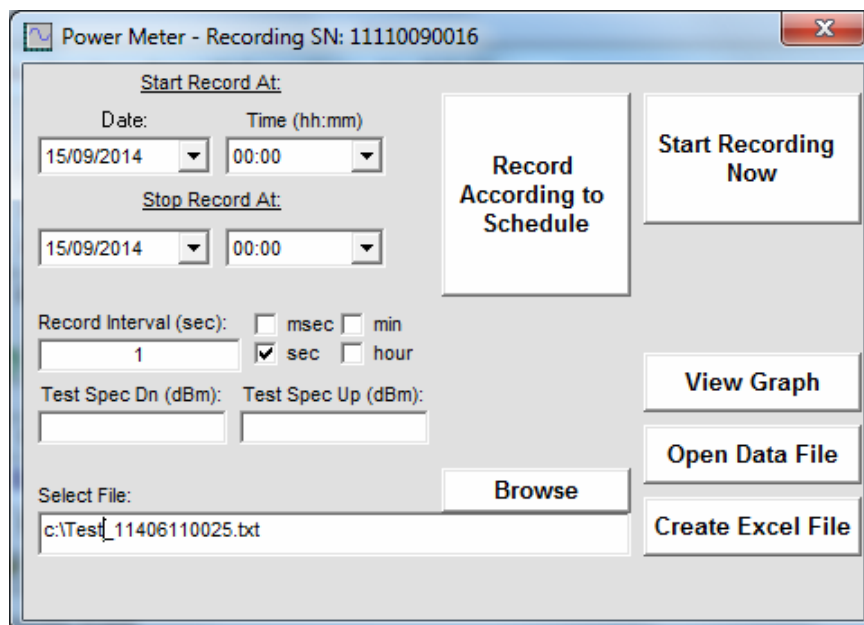 Power Meter - Recording SN: 11110090016
Start Record At:
Date:
Time (hh:mm)
15/09/2014
00:00
Stop Record At:
15/09/2014
00:00
Record
According to
Schedule
Start Recording
Now
Record Interval (sec):
msec
min
1
sec
hour
Test Spec Dn (dBm):
Test Spec Up (dBm):
View Graph
Open Data File
Browse
Select File:
c:\Test_11406110025.txt
Create Excel File